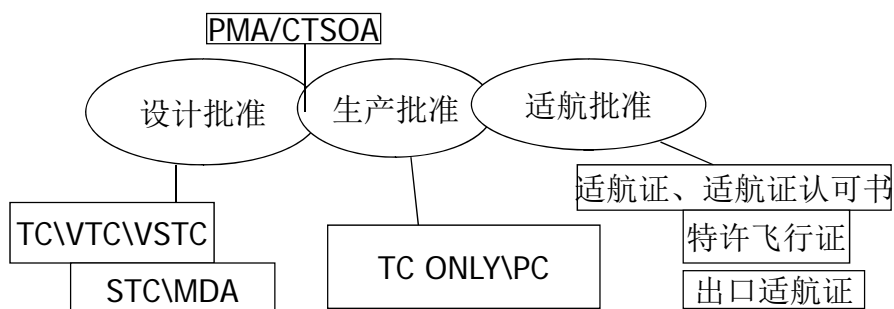 PMA/CTSOA
设计批准
生产批准
适航批准
适航证、适航证认可书
TC\VTC\VSTC
特许飞行证
TC ONLY\PC
STC\MDA
出口适航证